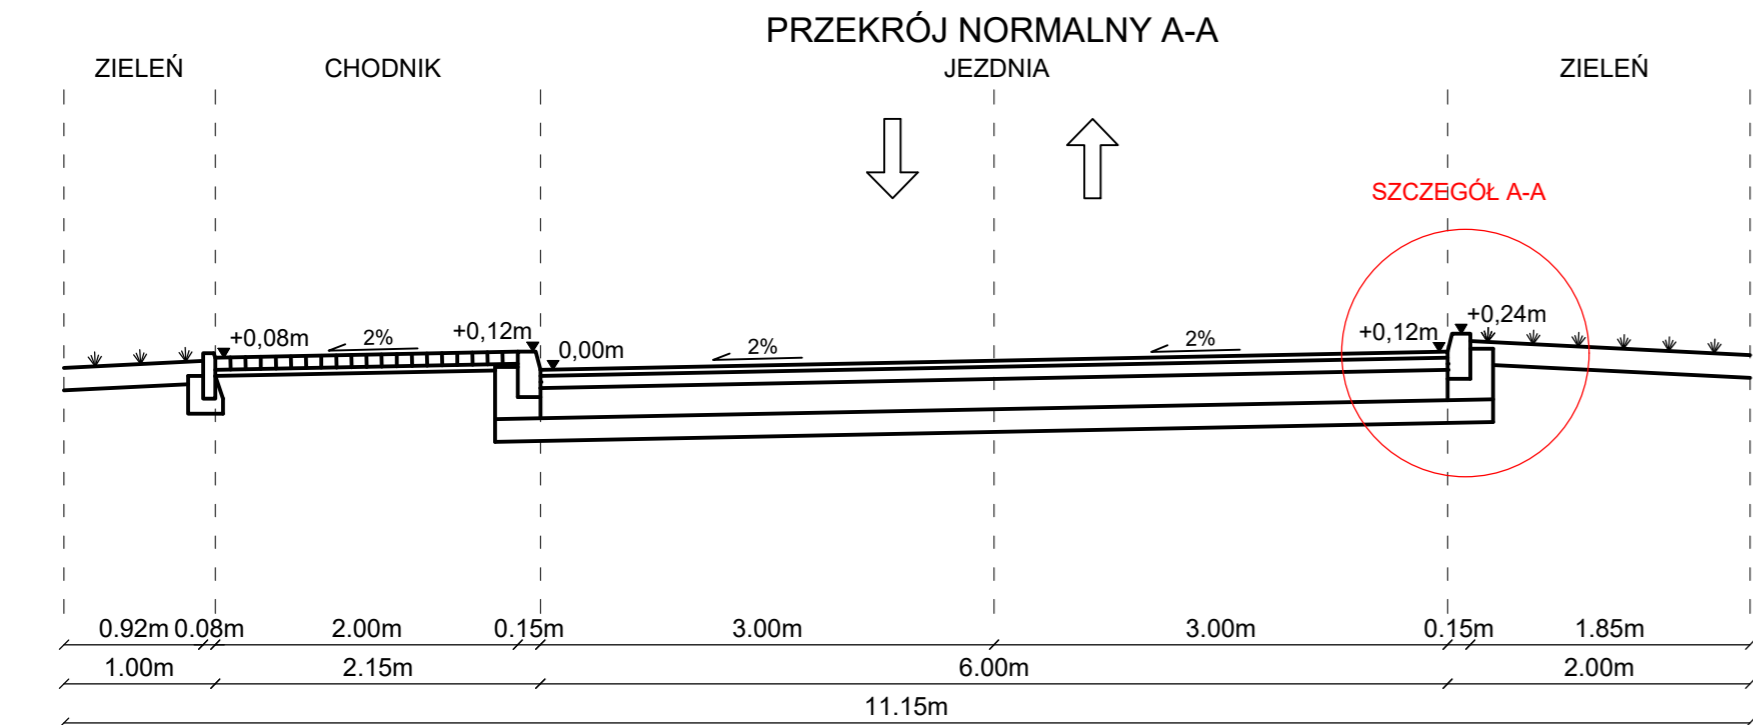 PRZEKRÓJ NORMALNY A-A
ZIELEŃ CHODNIK JEZDNIA ZIELEŃ
SZCZEGÓŁ A-A
+0,08m 2% +0,12m 0,00m 2% 2% +0,12m +0,24m
0.92m 0.08m 2.00m 0.15m 3.00m 3.00m 0.15m 1.85m
1.00m 2.15m 6.00m 2.00m
11.15m